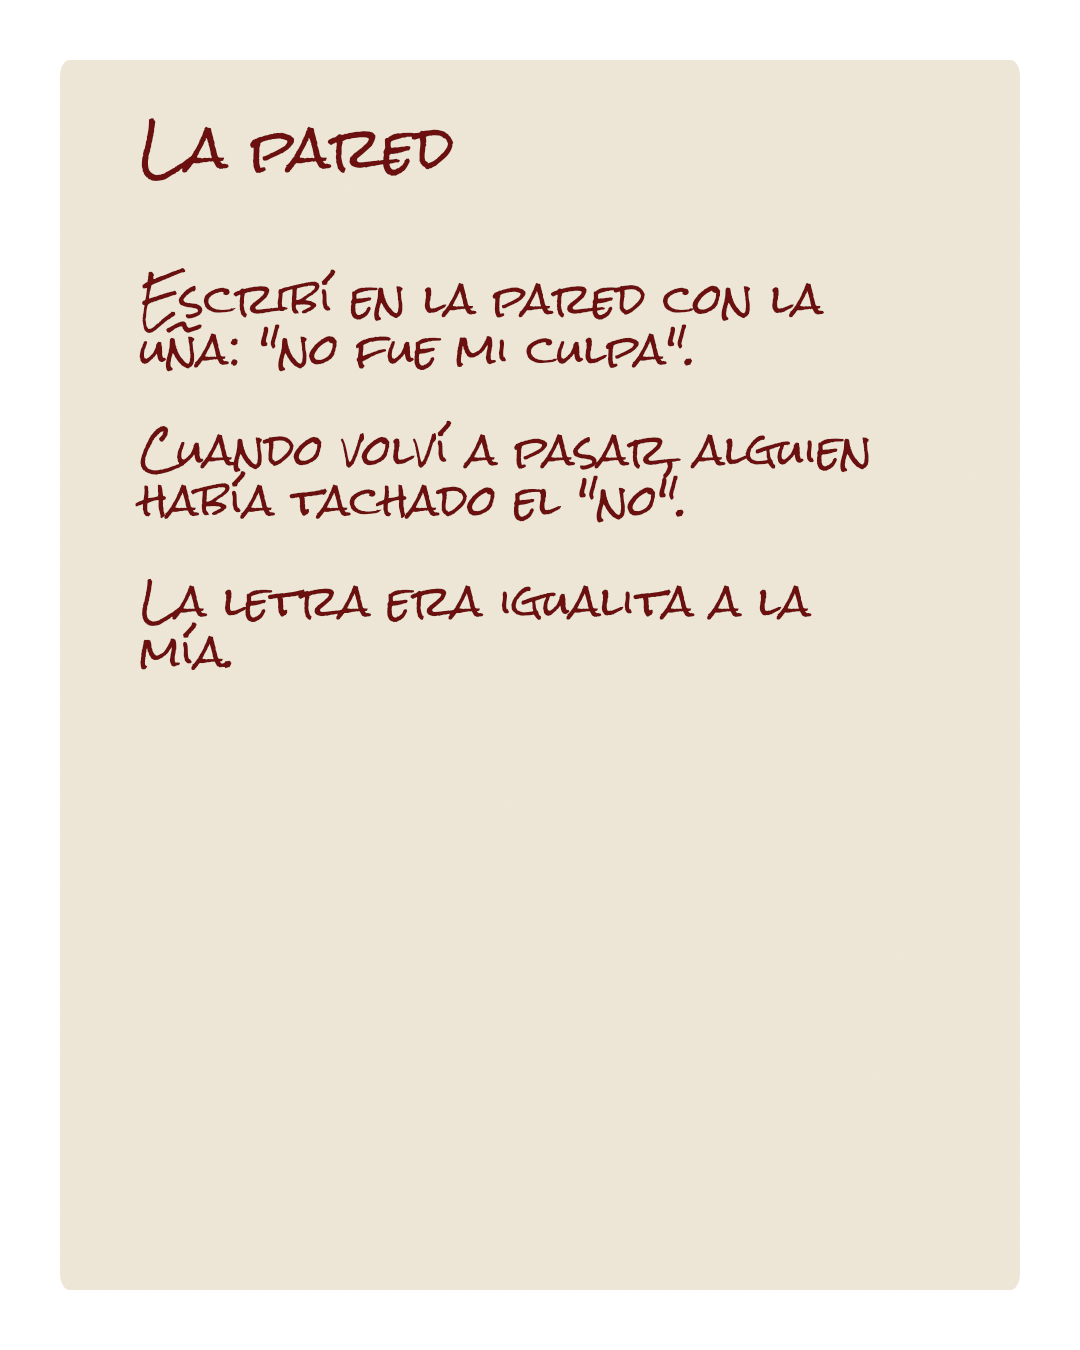 La pared
Escribí en la pared con la
uña: "no fue mi culpa".
Cuando volví a pasar, alguien
había tachado el "no".
La letra era igualita a la
mía.